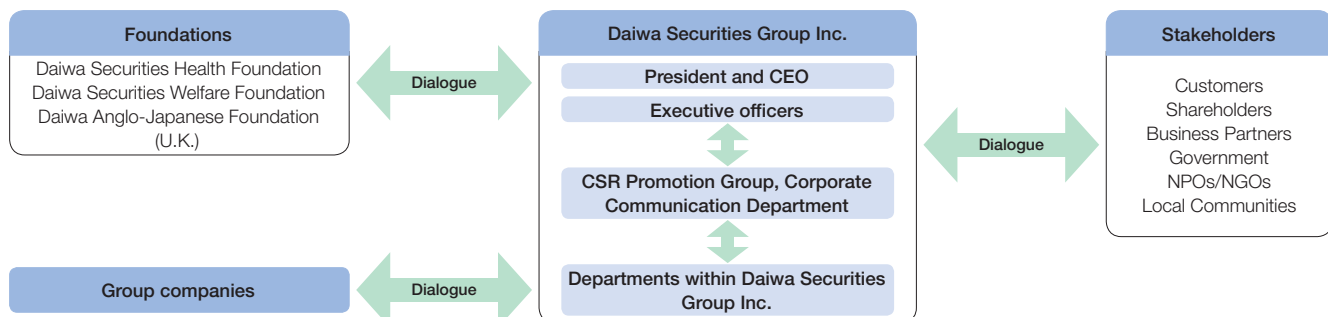 Foundations
Daiwa Securities Health Foundation
Daiwa Securities Welfare Foundation
Daiwa Anglo-Japanese Foundation
(U.K.)
Dialogue
Group companies
Dialogue
Daiwa Securities Group Inc.
President and CEO
Executive officers
CSR Promotion Group, Corporate
Communication Department
Departments within Daiwa Securities
Group Inc.
Dialogue
Stakeholders
Customers
Shareholders
Business Partners
Government
NPOs/NGOs
Local Communities